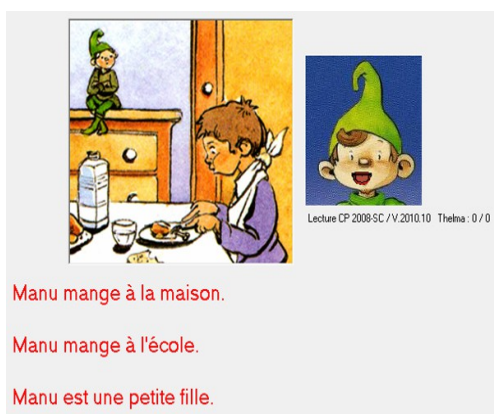 Lecture CP 2008-SC / V.2010.10 Thelma : 0 / 0
Manu mange à la maison.
Manu mange à l'école.
Manu est une petite fille.